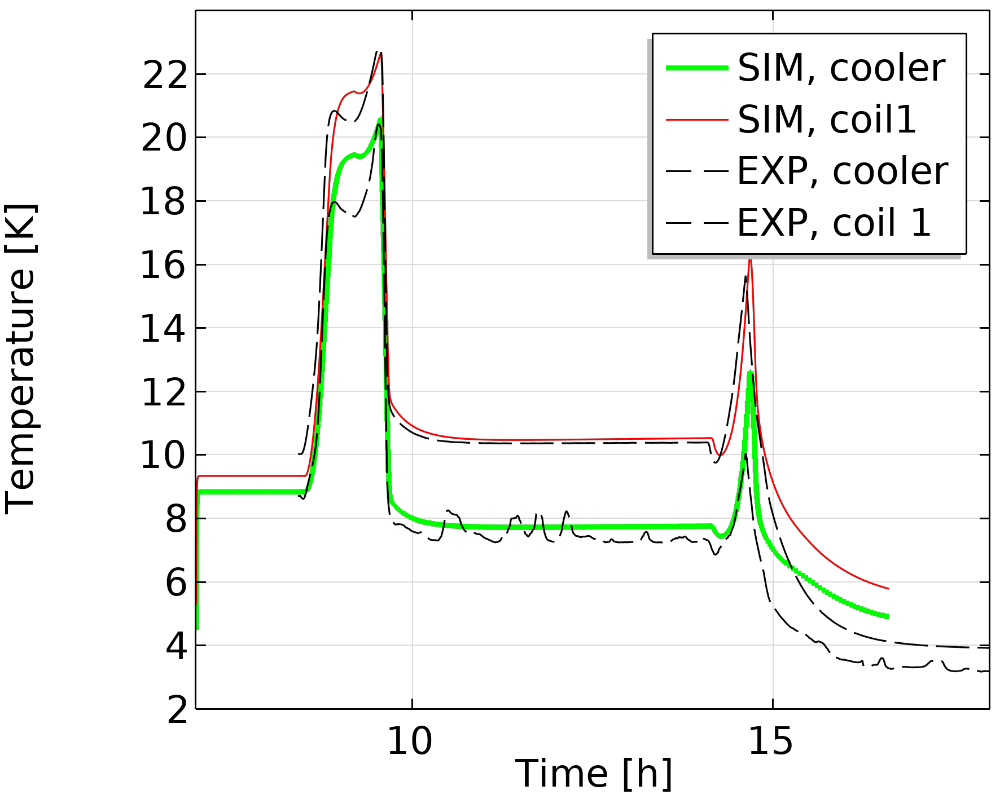 22
20
18
16
14
12
10
8
6
4
2
10
15
Temperature [K]
Time [h]
SIM, cooler
SIM, coil1
EXP, cooler
EXP, coil 1